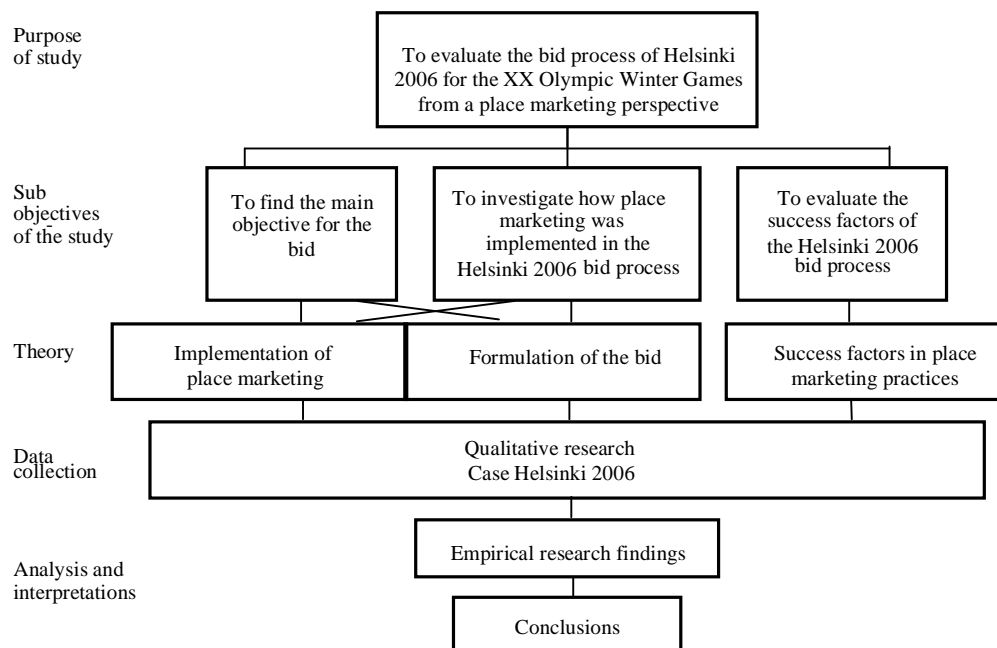 Purpose
of study
To evaluate the bid process of Helsinki
2006 for the XX Olympic Winter Games
from a place marketing perspective
Sub
objectives
of the study
To find the main
objective for the
bid
To investigate how place
marketing was
implemented in the
Helsinki 2006 bid process
To evaluate the
success factors of
the Helsinki 2006
bid process
Theory
Implementation of
place marketing
Formulation of the bid
Success factors in place
marketing practices
Data
collection
Qualitative research
Case Helsinki 2006
Analysis and
interpretations
Empirical research findings
Conclusions